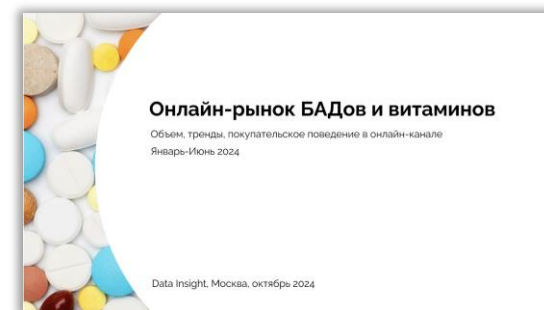 Онлайн-рынок БАДов и витаминов
Объем, тренды, покупательское поведение в онлайн-канале
Январь-Июнь 2024
Data Insight, Москва, октябрь 2024